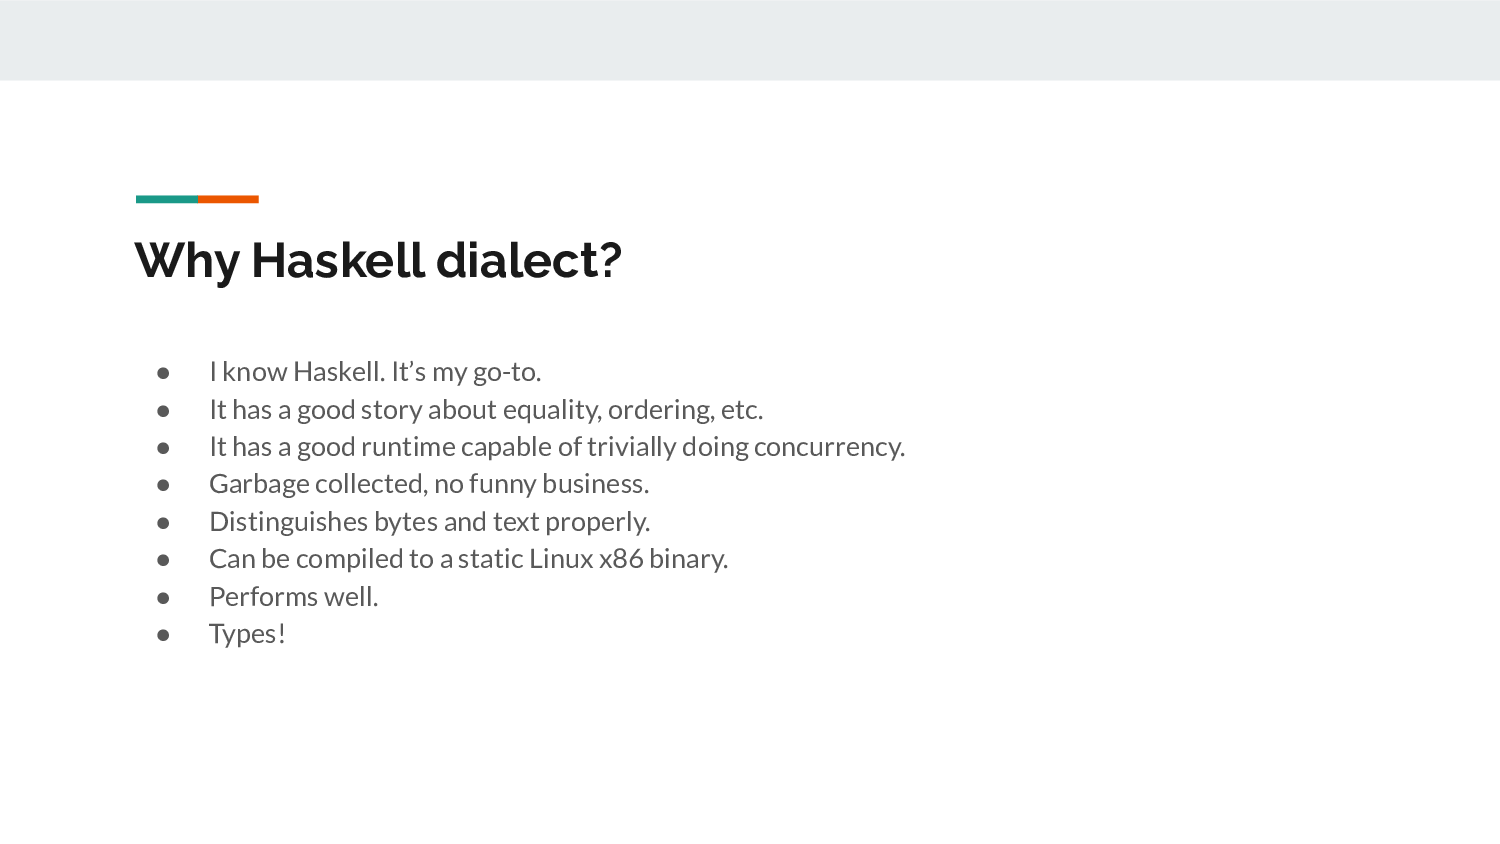 Why Haskell dialect?
● I know Haskell. It’s my go-to.
● It has a good story about equality, ordering, etc.
● It has a good runtime capable of trivially doing concurrency.
● Garbage collected, no funny business.
● Distinguishes bytes and text properly.
● Can be compiled to a static Linux x86 binary.
● Performs well.
● Types!